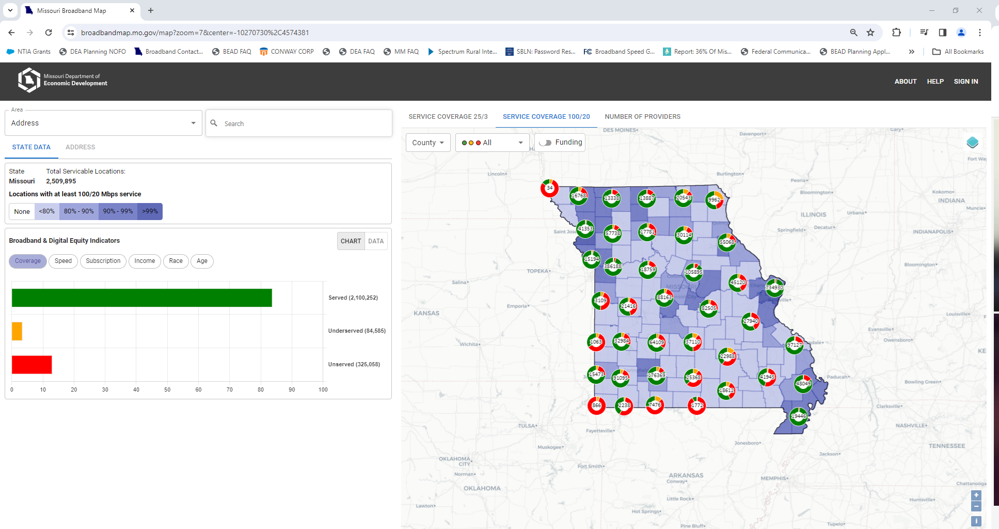 Missouri Broadband Map
broadbandmap.mo.gov/map?zoom=7&center=-10270730%2C4574381
NTIA Grants
DEA Planning NOFO
Broadband Contact...
BEAD FAQ
CONWAY CORP
DEA FAQ
MM FAQ
Spectrum Rural Inte...
SBLN: Password Res...
FC Broadband Speed G...
Report: 36% Of Mis...
Federal Communica...
BEAD Planning Appl...
All Bookmarks
Missouri Department of
Economic Development
ABOUT HELP SIGN IN
Area
Address
Search
STATE DATA ADDRESS
State Total Servicable Locations:
Missouri 2,509,895
Locations with at least 100/20 Mbps service
None <80% 80% - 90% 90% - 99% >99%
Broadband & Digital Equity Indicators
CHART DATA
Coverage Speed Subscription Income Race Age
Served (2,100,252)
Underserved (84,585)
Unserved (325,058)
0 10 20 30 40 50 60 70 80 90 100
SERVICE COVERAGE 25/3 SERVICE COVERAGE 100/20 NUMBER OF PROVIDERS
County
All
Funding
DES MOINES
Davenport
Gary
Fort Way
Lincoln
Burlington
Peoria
Bloomington
Kokomo
INDIANA
Muncie
ILLINOIS
Urbana
Springfield
Decatur
INDIANAPOLIS
Saint Jos
Quincy
TOPEKA
Salina
Bloomington
MISSOURI
KANSAS
Emporia
Louisville
Evansville
Owensboro
Wichita
KE
Paducah
Bowling Green
Clarksville
NASHVILLE
TENNESSEE
TULSA
Fayetteville
Jonesboro
Muskogee
Jackson
OKLAHOMA
CITY
Norman
Fort Smith
ARKANSAS
Conway
MEMPHIS
Chattanooga
OKLAHOMA
Little Rock
Huntsville
Lawton
Hot Springs
Pine Bluff
Tupelo
34
16768
13338
13887
20543
9962
41353
57738
17781
30114
55068
15194
386188
18759
105895
45120
734930
3109
21416
88163
82505
27940
1063
32984
64109
37110
22988
97127
15473
91095
176369
25368
18612
41945
48049
866
2238
7476
1772
19446
+
−
i